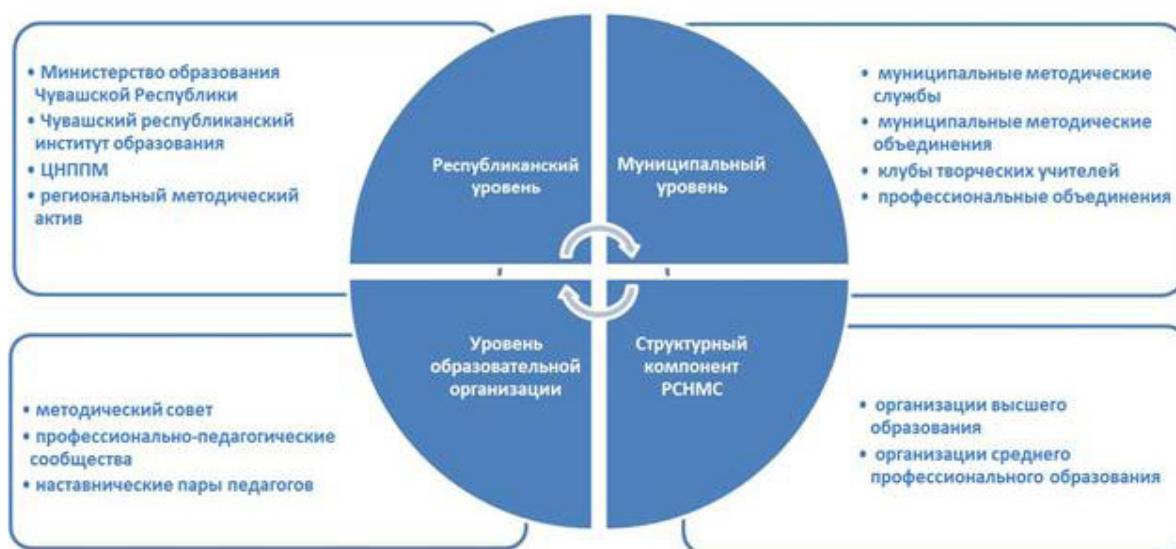 • Министерство образования
Чувашской Республики
• Чувашский республиканский
институт образования
• ЦНППМ
• региональный методический
актив
Республиканский
уровень
Муниципальный
уровень
• муниципальные методические
службы
• муниципальные методические
объединения
• клубы творческих учителей
• профессиональные объединения
• методический совет
• профессионально-педагогические
сообщества
• наставнические пары педагогов
Уровень
образовательной
организации
Структурный
компонент
РСНМС
• организации высшего
образования
• организации среднего
профессионального образования